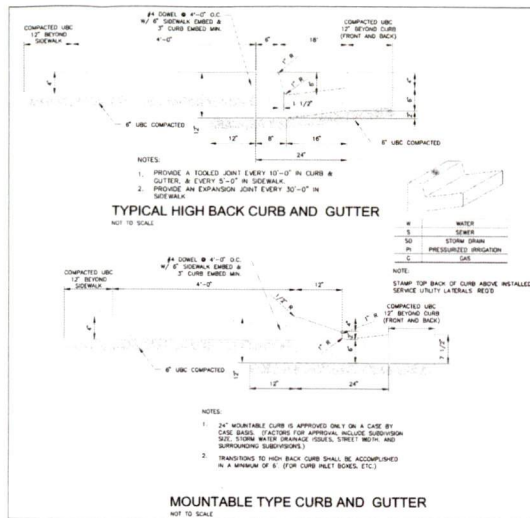 #4 DOWEL @ 4'-0" O.C.
W/ 6" SIDEWALK EMBED &
3" CURB EMBED MIN.
COMPACTED UBC
12" BEYOND
SIDEWALK
4'-0"
6"
18"
COMPACTED UBC
12" BEYOND CURB
(FRONT AND BACK)
1 1/2"
6" UBC COMPACTED
12"
12"
8"
16"
24"
6" UBC COMPACTED
NOTES:
1. PROVIDE A TOOLED JOINT EVERY 10'-0" IN CURB &
GUTTER, & EVERY 5'-0" IN SIDEWALK.
2. PROVIDE AN EXPANSION JOINT EVERY 30'-0" IN
SIDEWALK
TYPICAL HIGH BACK CURB AND GUTTER
NOT TO SCALE
W WATER
S SEWER
SD STORM DRAIN
PI PRESSURIZED IRRIGATION
G GAS
NOTE:
STAMP TOP BACK OF CURB ABOVE INSTALLED
SERVICE UTILITY LATERALS REQ'D
#4 DOWEL @ 4'-0" O.C.
W/ 6" SIDEWALK EMBED &
3" CURB EMBED MIN.
COMPACTED UBC
12" BEYOND
SIDEWALK
4'-0"
12"
COMPACTED UBC
12" BEYOND CURB
(FRONT AND BACK)
6" UBC COMPACTED
12"
24"
7 1/2"
NOTES:
1. 24" MOUNTABLE CURB IS APPROVED ONLY ON A CASE BY
CASE BASIS. (FACTORS FOR APPROVAL INCLUDE SUBDIVISION
SIZE, STORM WATER DRAINAGE ISSUES, STREET WIDTH, AND
SURROUNDING SUBDIVISIONS.)
2. TRANSITIONS TO HIGH BACK CURB SHALL BE ACCOMPLISHED
IN A MINIMUM OF 6' (FOR CURB INLET BOXES, ETC.)
MOUNTABLE TYPE CURB AND GUTTER
NOT TO SCALE